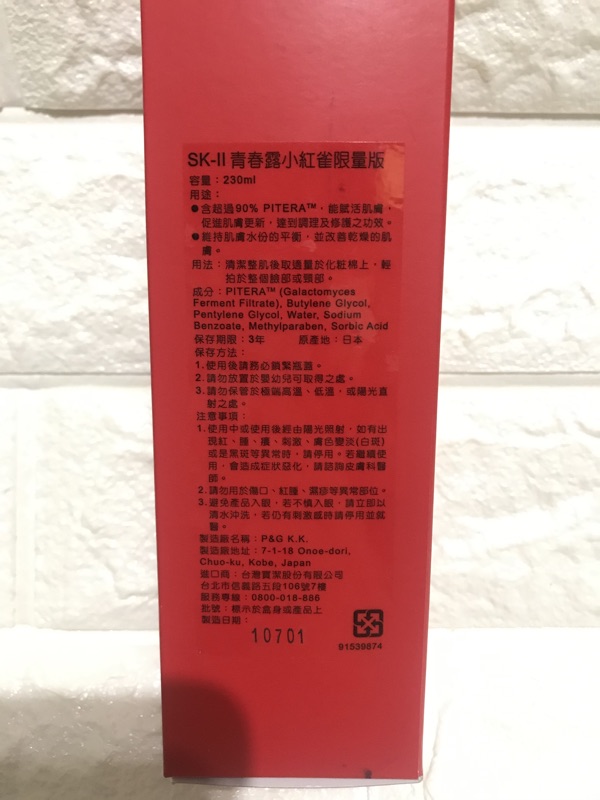 SK-II 青春露小紅雀限量版
容量：230ml
用途：
●含超過90% PITERA™，能賦活肌膚，
促進肌膚更新，達到調理及修護之功效。
●維持肌膚水份的平衡，並改善乾燥的肌
膚。
用法：清潔整肌後取適量於化粧棉上，輕
拍於整個臉部或頸部。
成分：PITERA™ (Galactomyces
Ferment Filtrate), Butylene Glycol,
Pentylene Glycol, Water, Sodium
Benzoate, Methylparaben, Sorbic Acid
保存期限：3年　原產地：日本
保存方法：
1.使用後請務必鎖緊瓶蓋。
2.請勿放置於嬰幼兒可取得之處。
3.請勿保管於極端高溫、低溫，或陽光直
射之處。
注意事項：
1.使用中或使用後經由陽光照射，如有出
現紅、腫、癢、刺激、膚色變淡(白斑)
或是黑斑等異常時，請停用。若繼續使
用，會造成症狀惡化，請諮詢皮膚科醫
師。
2.請勿用於傷口、紅腫、濕疹等異常部位。
3.避免產品入眼，若不慎入眼，請立即以
清水沖洗，若仍有刺激感時請停用並就
醫。
製造廠名稱：P&G K.K.
製造廠地址：7-1-18 Onoe-dori,
Chuo-ku, Kobe, Japan
進口商：台灣寶潔股份有限公司
台北市信義路五段106號7樓
服務專線：0800-018-886
批號：標示於盒身或產品上
製造日期：
10701
91539874